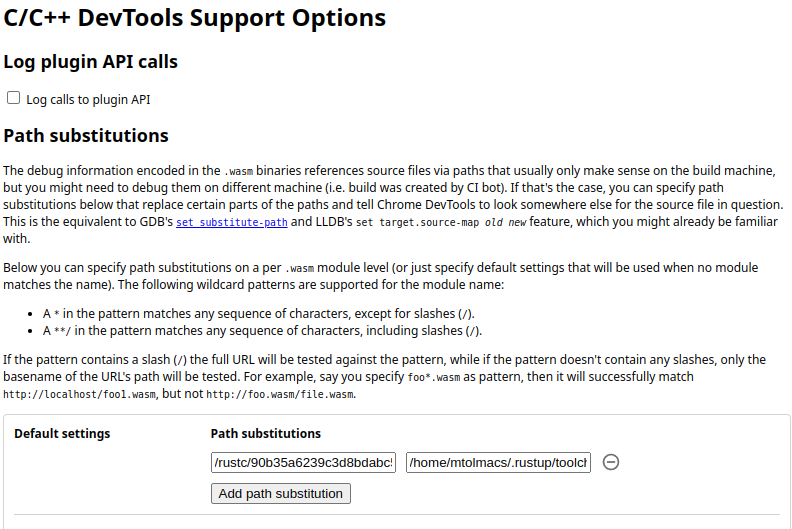 C/C++ DevTools Support Options
Log plugin API calls
Log calls to plugin API
Path substitutions
The debug information encoded in the .wasm binaries references source files via paths that usually only make sense on the build machine,
but you might need to debug them on different machine (i.e. build was created by CI bot). If that's the case, you can specify path
substitutions below that replace certain parts of the paths and tell Chrome DevTools to look somewhere else for the source file in question.
This is the equivalent to GDB's set substitute-path and LLDB's set target.source-map old new feature, which you might already be familiar
with.
Below you can specify path substitutions on a per .wasm module level (or just specify default settings that will be used when no module
matches the name). The following wildcard patterns are supported for the module name:
• A * in the pattern matches any sequence of characters, except for slashes (/).
• A **/ in the pattern matches any sequence of characters, including slashes (/).
If the pattern contains a slash (/) the full URL will be tested against the pattern, while if the pattern doesn't contain any slashes, only the
basename of the URL's path will be tested. For example, say you specify foo*.wasm as pattern, then it will successfully match
http://localhost/foo1.wasm, but not http://foo.wasm/file.wasm.
Default settings
Path substitutions
/rustc/90b35a6239c3d8bdabc5 /home/mtolmacs/.rustup/toolch
Add path substitution